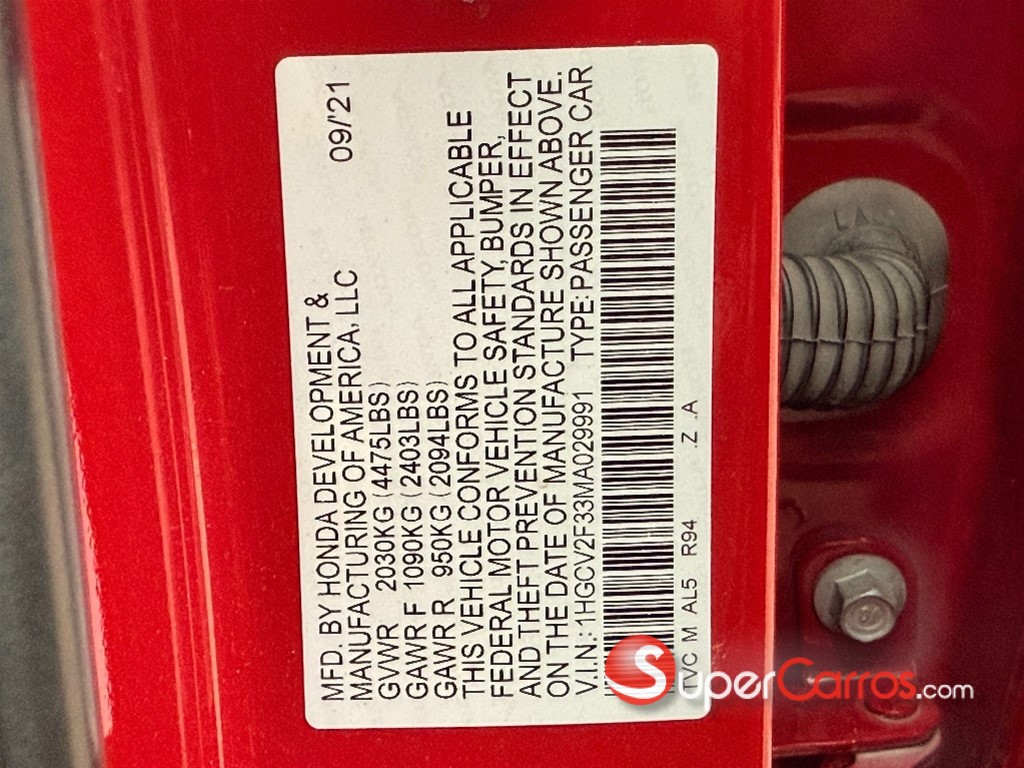 MFD. BY HONDA DEVELOPMENT & 09/'21
MANUFACTURING OF AMERICA, LLC
GVWR 2030KG (4475LBS)
GAWR F 1090KG (2403LBS)
GAWR R 950KG (2094LBS)
THIS VEHICLE CONFORMS TO ALL APPLICABLE
FEDERAL MOTOR VEHICLE SAFETY, BUMPER,
AND THEFT PREVENTION STANDARDS IN EFFECT
ON THE DATE OF MANUFACTURE SHOWN ABOVE.
V.I.N.: 1HGCV2F33MA029991 TYPE: PASSENGER CAR
TVC M AL5 R94 Z .A
SuperCarros.com